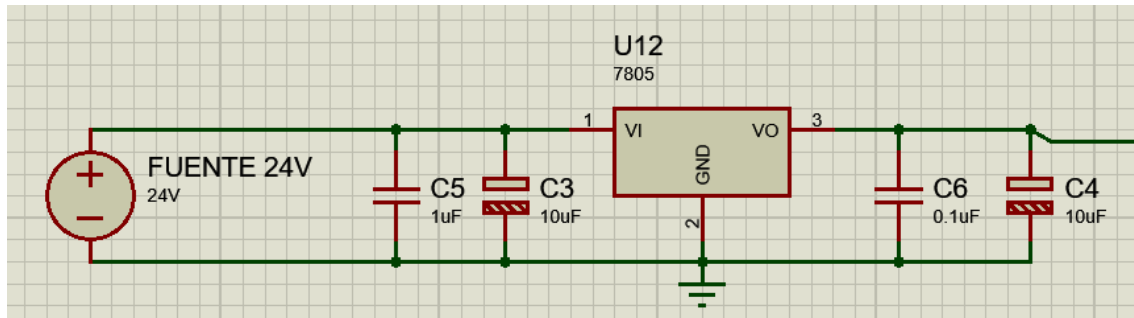 U12
7805
1
VI
VO
3
GND
2
FUENTE 24V
24V
C5
1uF
C3
10uF
C6
0.1uF
C4
10uF